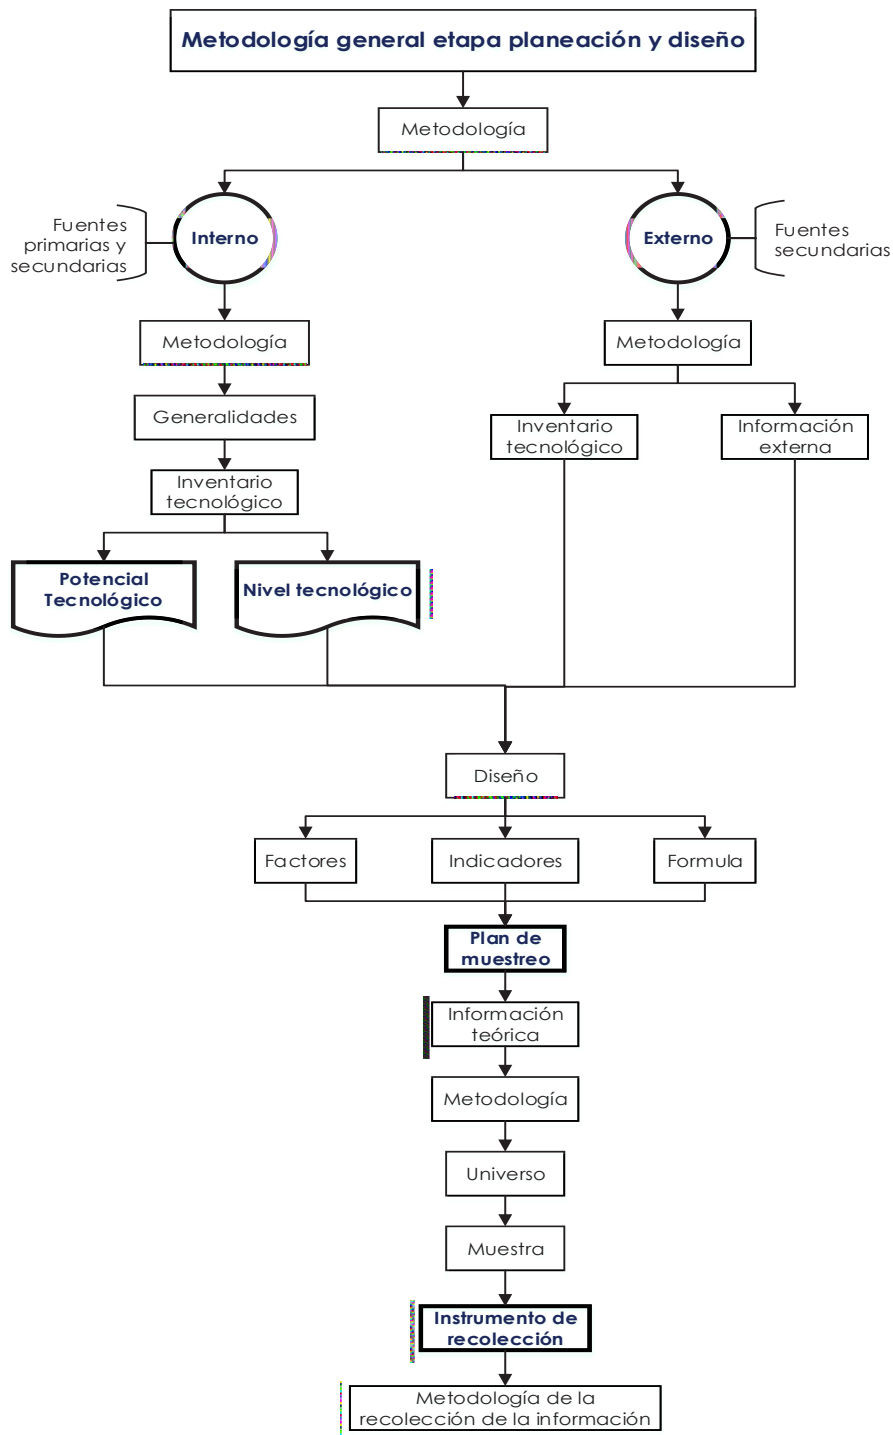 Metodología general etapa planeación y diseño
Metodología
Fuentes
primarias y
secundarias
Interno
Externo
Fuentes
secundarias
Metodología
Metodología
Generalidades
Inventario
tecnológico
Información
externa
Inventario
tecnológico
Potencial
Tecnológico
Nivel tecnológico
Diseño
Factores
Indicadores
Formula
Plan de
muestreo
Información
teórica
Metodología
Universo
Muestra
Instrumento de
recolección
Metodología de la
recolección de la información